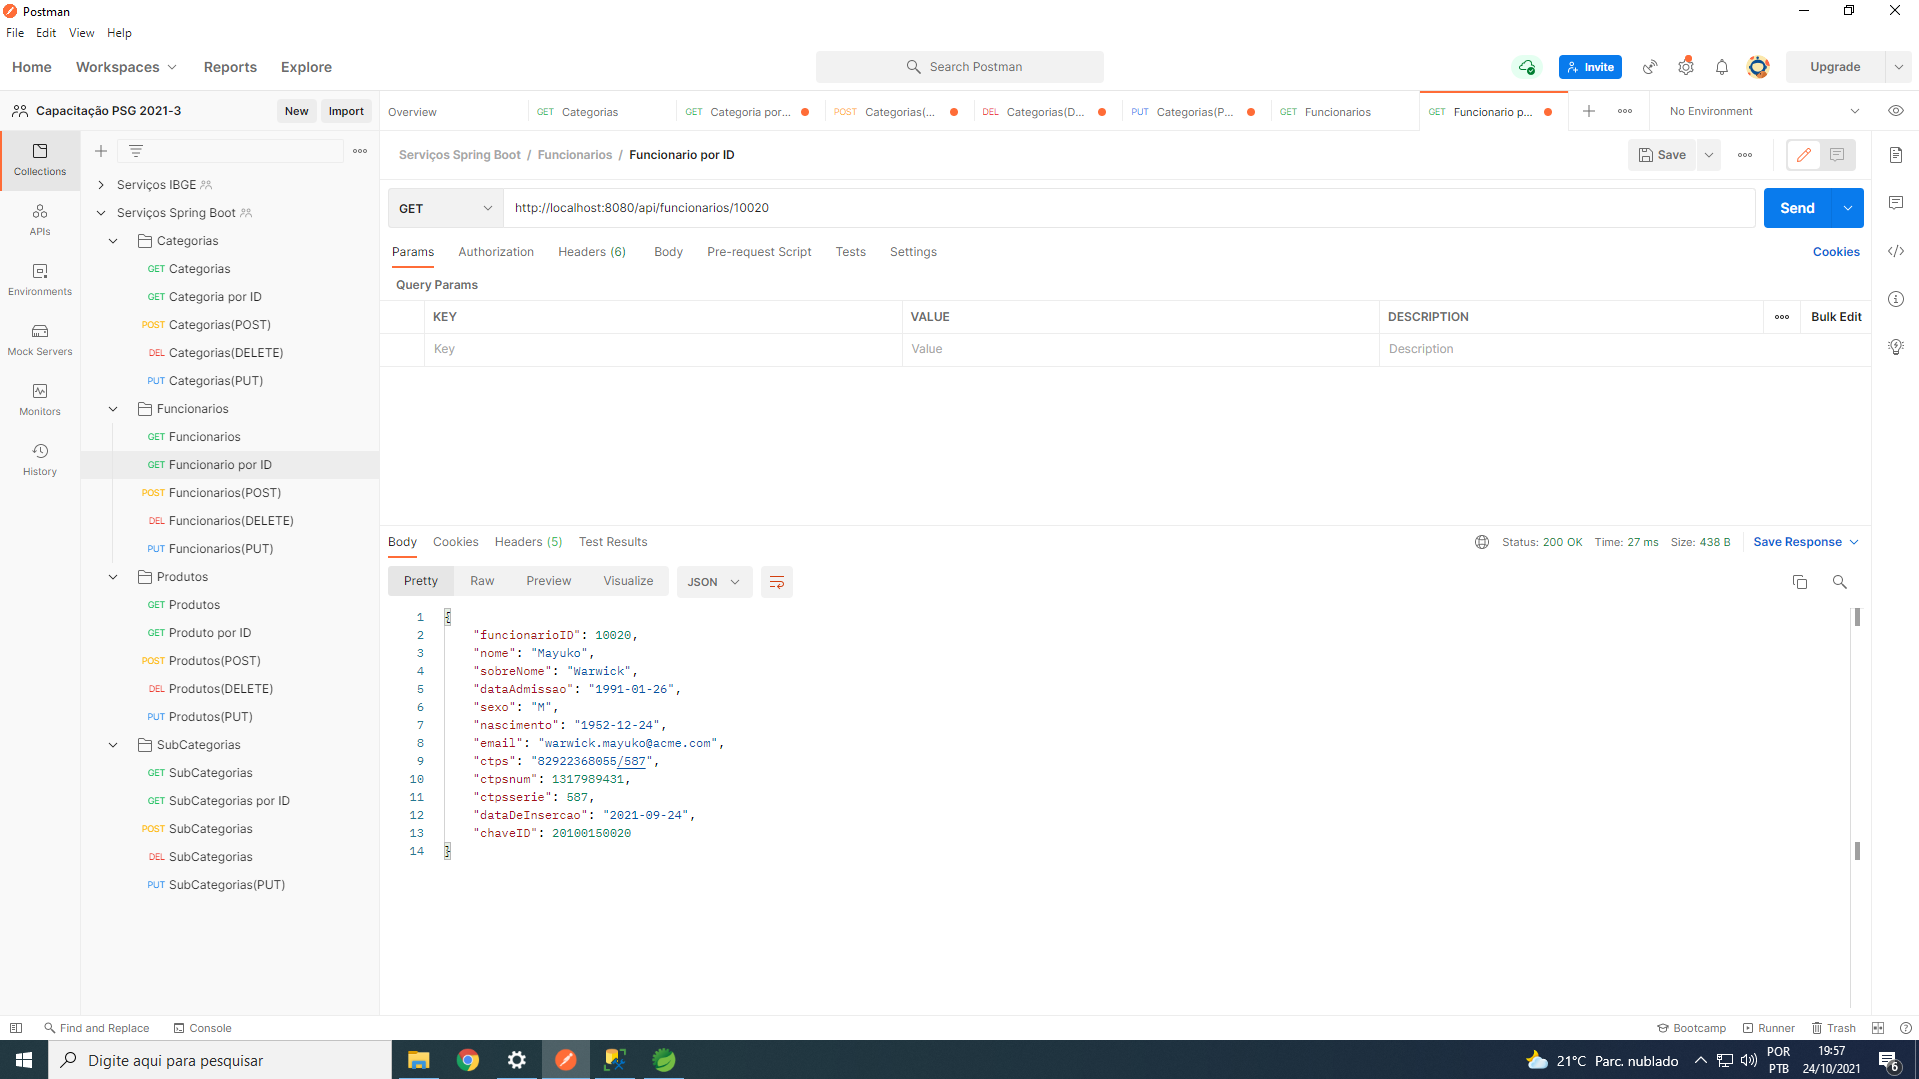 Postman
File Edit View Help
Home Workspaces Reports Explore
Search Postman
Invite
Upgrade
Capacitação PSG 2021-3
New Import
Overview
GET Categorias
GET Categoria por...
POST Categorias(...
DEL Categorias(D...
PUT Categorias(P...
GET Funcionarios
GET Funcionario p...
No Environment
Collections
APIs
Environments
Mock Servers
Monitors
History
Serviços IBGE
Serviços Spring Boot
Categorias
GET Categorias
GET Categoria por ID
POST Categorias(POST)
DEL Categorias(DELETE)
PUT Categorias(PUT)
Funcionarios
GET Funcionarios
GET Funcionario por ID
POST Funcionarios(POST)
DEL Funcionarios(DELETE)
PUT Funcionarios(PUT)
Produtos
GET Produtos
GET Produto por ID
POST Produtos(POST)
DEL Produtos(DELETE)
PUT Produtos(PUT)
SubCategorias
GET SubCategorias
GET SubCategorias por ID
POST SubCategorias
DEL SubCategorias
PUT SubCategorias(PUT)
Serviços Spring Boot / Funcionarios / Funcionario por ID
Save
GET http://localhost:8080/api/funcionarios/10020
Send
Params Authorization Headers (6) Body Pre-request Script Tests Settings
Cookies
Query Params
KEY VALUE DESCRIPTION
Bulk Edit
Key Value Description
Body Cookies Headers (5) Test Results
Status: 200 OK Time: 27 ms Size: 438 B
Save Response
Pretty Raw Preview Visualize
JSON
1 {
2 "funcionarioID": 10020,
3 "nome": "Mayuko",
4 "sobreNome": "Warwick",
5 "dataAdmissao": "1991-01-26",
6 "sexo": "M",
7 "nascimento": "1952-12-24",
8 "email": "warwick.mayuko@acme.com",
9 "ctps": "82922368055/587",
10 "ctpsnum": 1317989431,
11 "ctpsserie": 587,
12 "dataDeInsercao": "2021-09-24",
13 "chaveID": 20100150020
14 }
Find and Replace
Console
Bootcamp
Runner
Trash
Digite aqui para pesquisar
21°C Parc. nublado
POR
PTB
19:57
24/10/2021
6